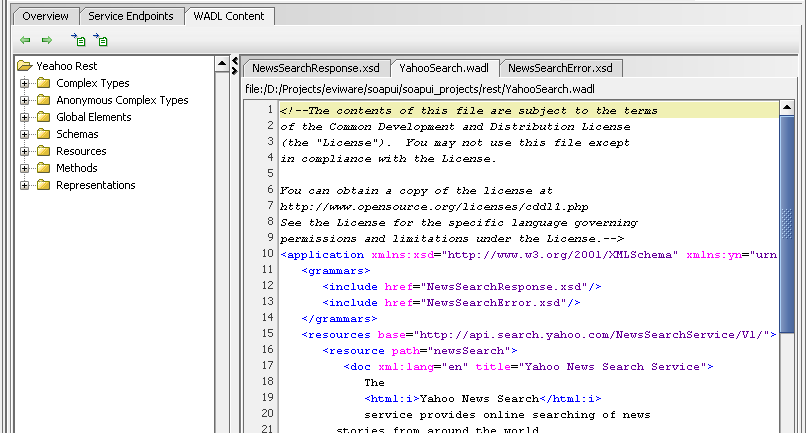 Overview Service Endpoints WADL Content
Yeahoo Rest
Complex Types
Anonymous Complex Types
Global Elements
Schemas
Resources
Methods
Representations
NewsSearchResponse.xsd YahooSearch.wadl NewsSearchError.xsd
file:/D:/Projects/eviware/soapui/soapui_projects/rest/YahooSearch.wadl
1 <!--The contents of this file are subject to the terms
2 of the Common Development and Distribution License
3 (the "License"). You may not use this file except
4 in compliance with the License.
5
6 You can obtain a copy of the license at
7 http://www.opensource.org/licenses/cddl1.php
8 See the License for the specific language governing
9 permissions and limitations under the License.-->
10 <application xmlns:xsd="http://www.w3.org/2001/XMLSchema" xmlns:yn="urn
11 <grammars>
12 <include href="NewsSearchResponse.xsd"/>
13 <include href="NewsSearchError.xsd"/>
14 </grammars>
15 <resources base="http://api.search.yahoo.com/NewsSearchService/V1/">
16 <resource path="newsSearch">
17 <doc xml:lang="en" title="Yahoo News Search Service">
18 The
19 <html:i>Yahoo News Search</html:i>
20 service provides online searching of news
21 stories from around the world